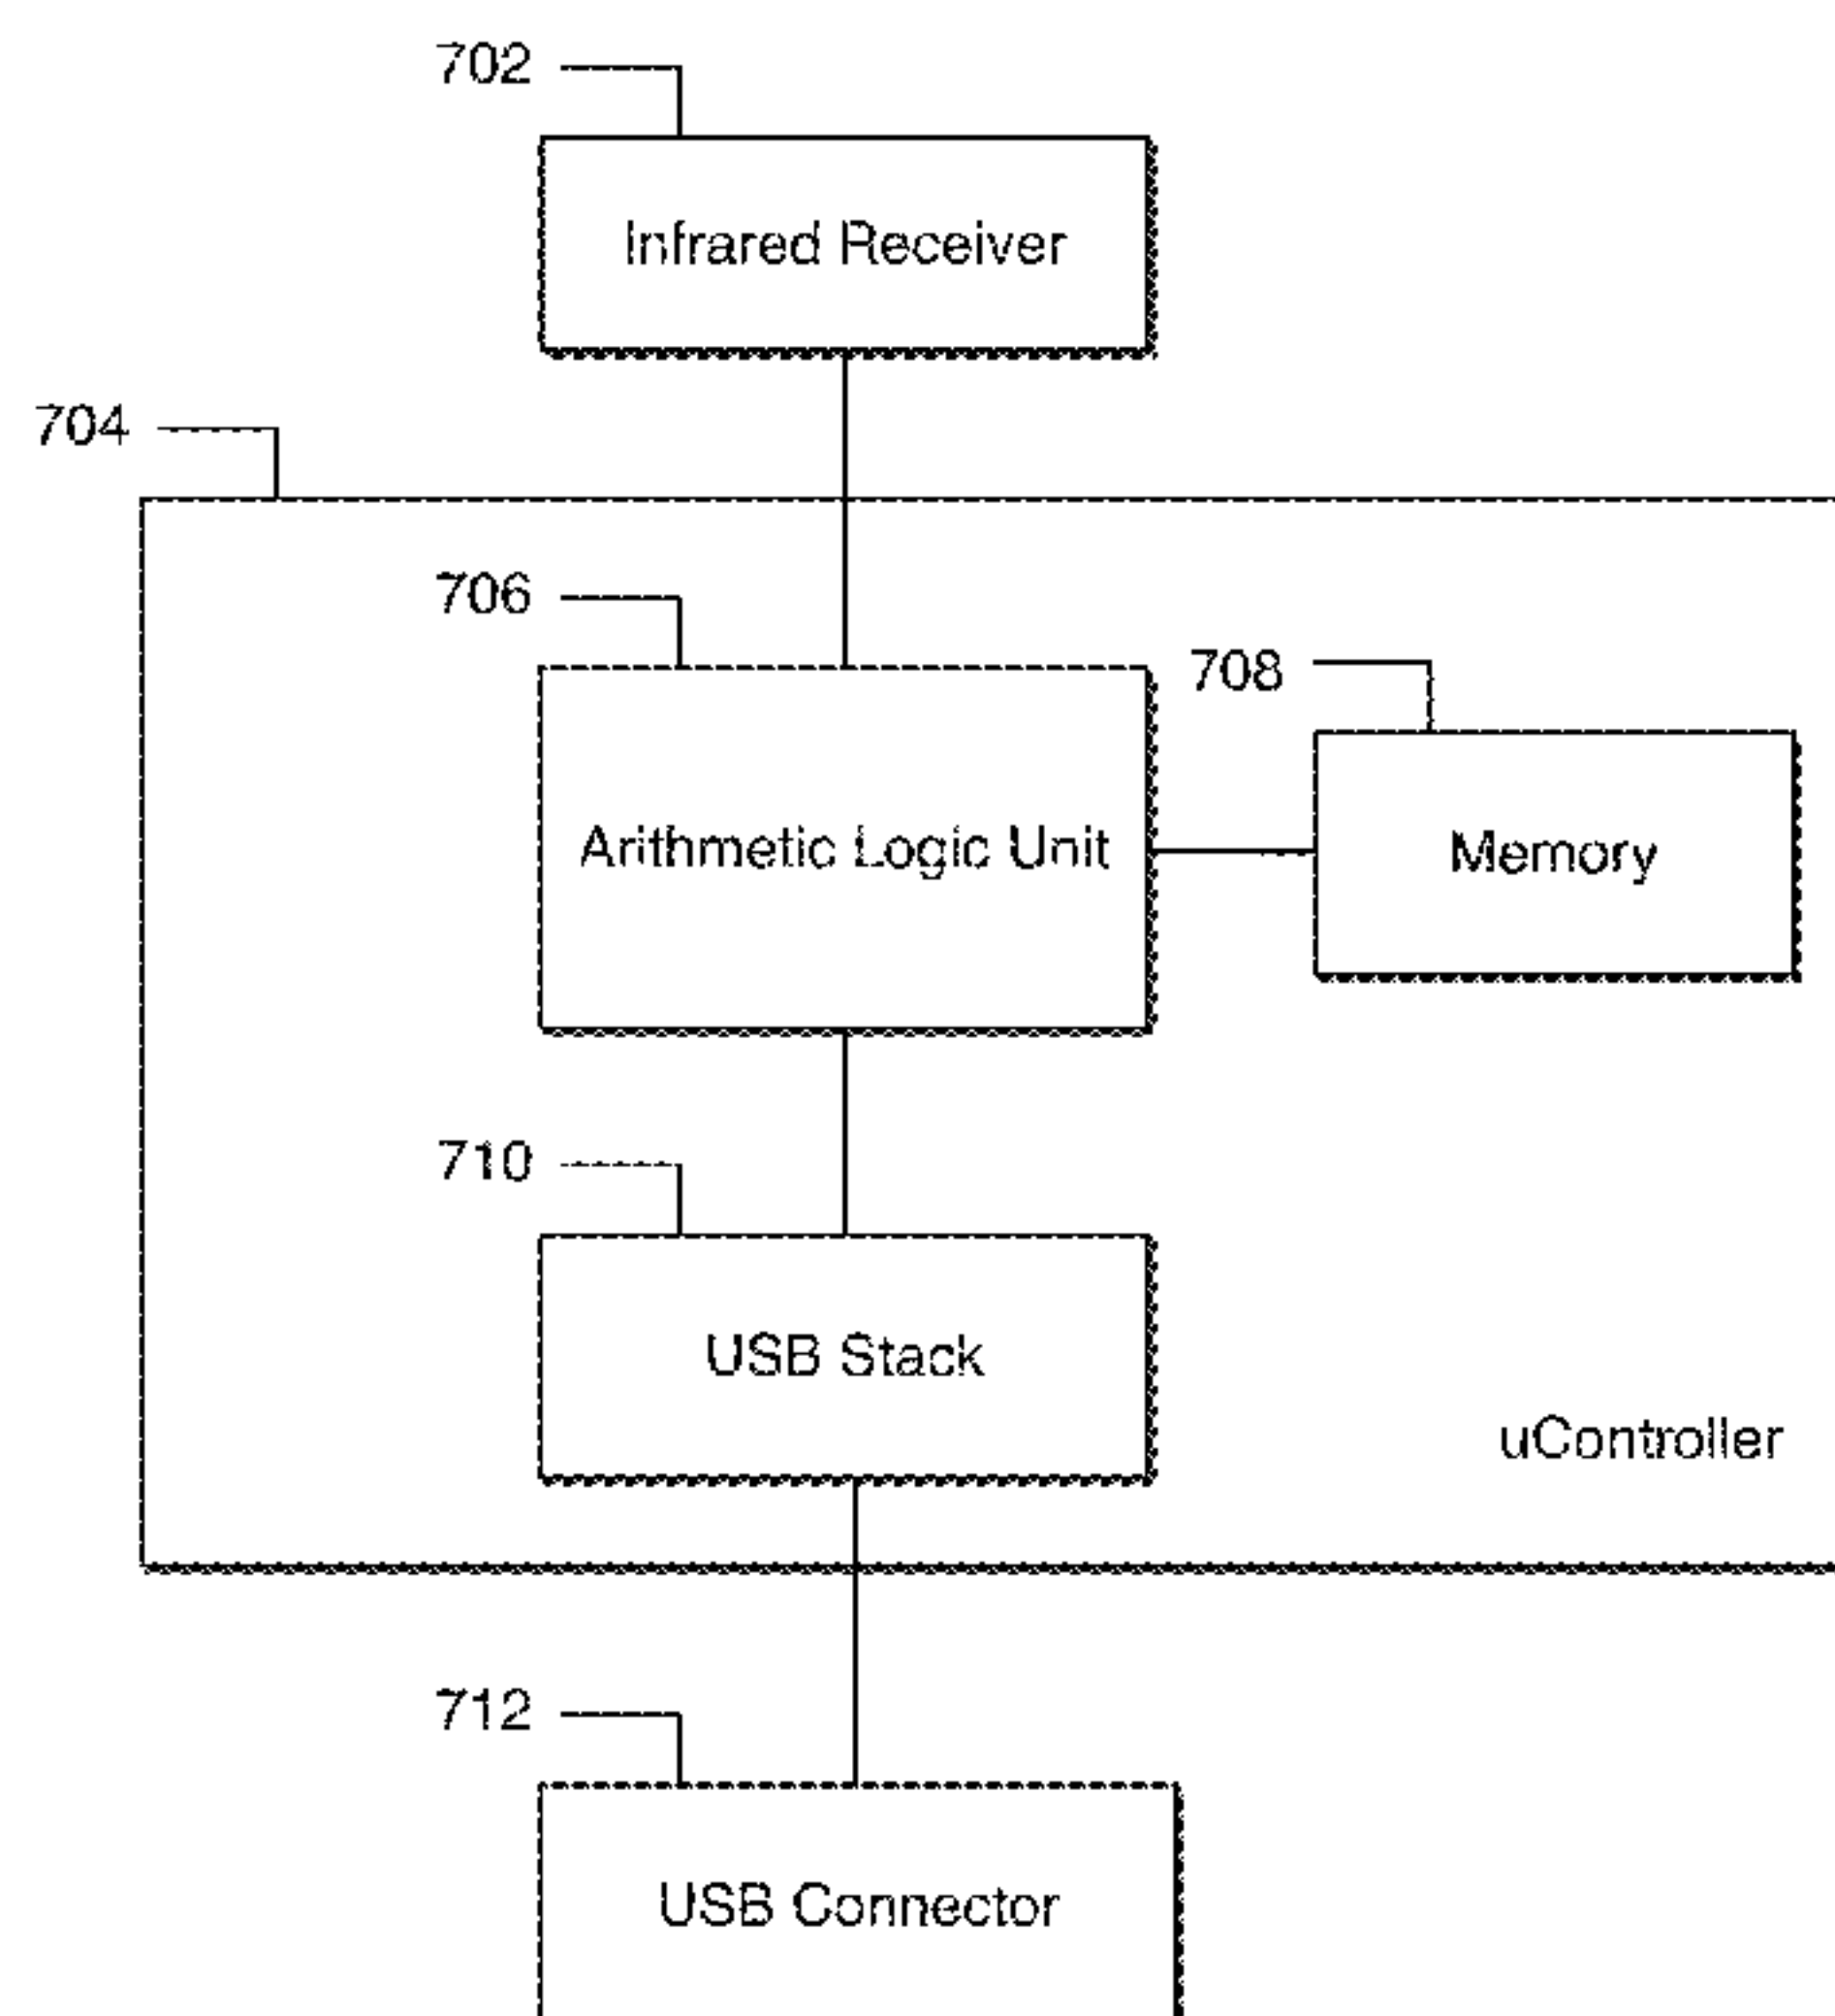 702
Infrared Receiver
704
706
708
Arithmetic Logic Unit
Memory
710
USB Stack
uController
712
USB Connector